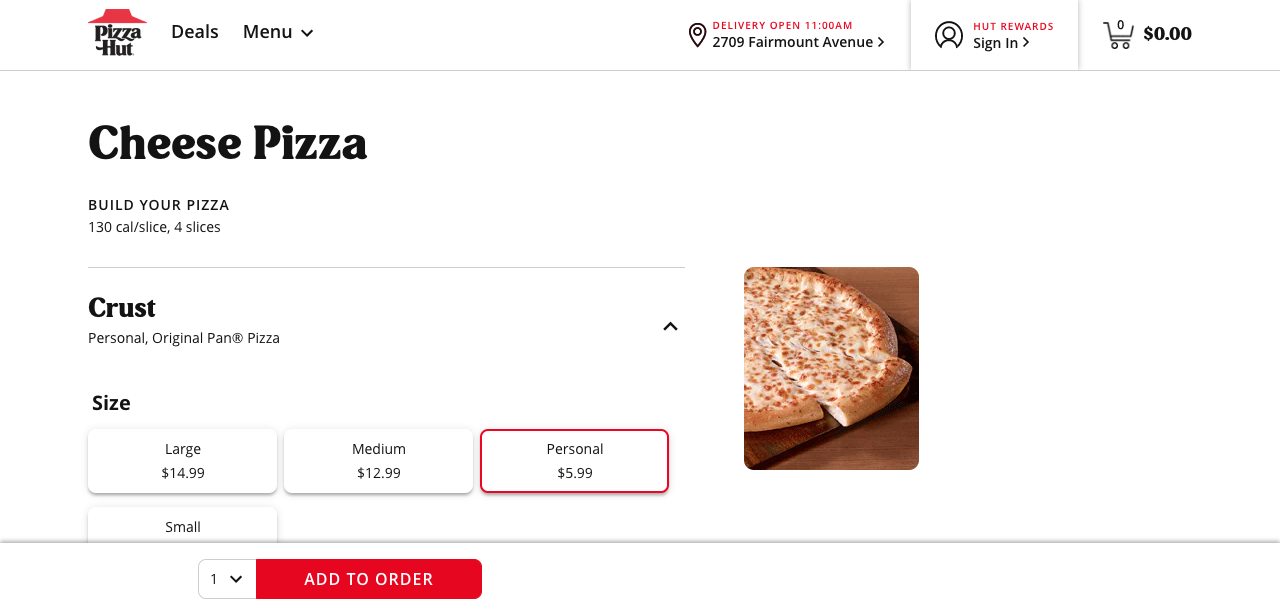 Pizza Hut
Deals
Menu
DELIVERY OPEN 11:00AM
2709 Fairmount Avenue
HUT REWARDS
Sign In
0
$0.00
Cheese Pizza
BUILD YOUR PIZZA
130 cal/slice, 4 slices
Crust
Personal, Original Pan® Pizza
Size
Large
$14.99
Medium
$12.99
Personal
$5.99
Small
1
ADD TO ORDER